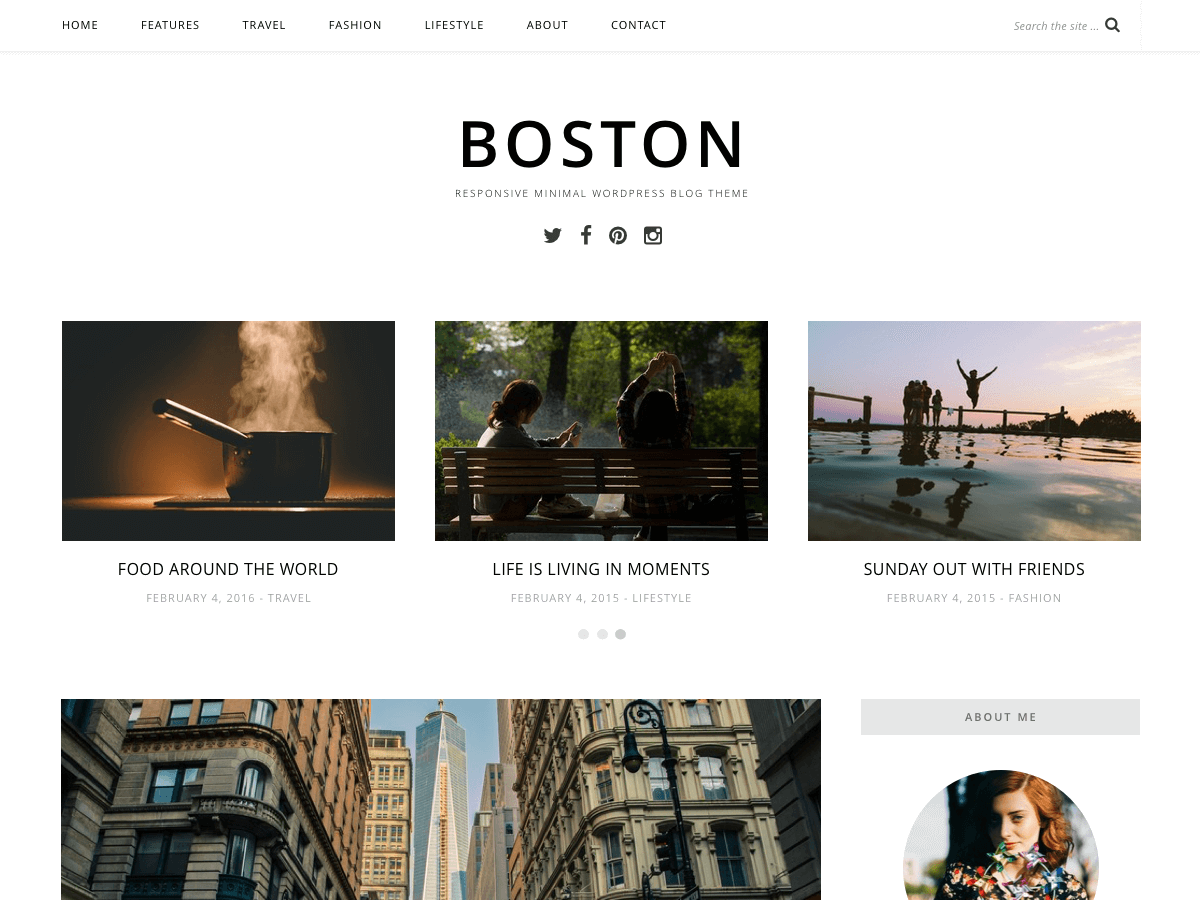 HOME FEATURES TRAVEL FASHION LIFESTYLE ABOUT CONTACT Search the site ...
BOSTON
RESPONSIVE MINIMAL WORDPRESS BLOG THEME
FOOD AROUND THE WORLD
FEBRUARY 4, 2016 - TRAVEL
LIFE IS LIVING IN MOMENTS
FEBRUARY 4, 2015 - LIFESTYLE
SUNDAY OUT WITH FRIENDS
FEBRUARY 4, 2015 - FASHION
ABOUT ME